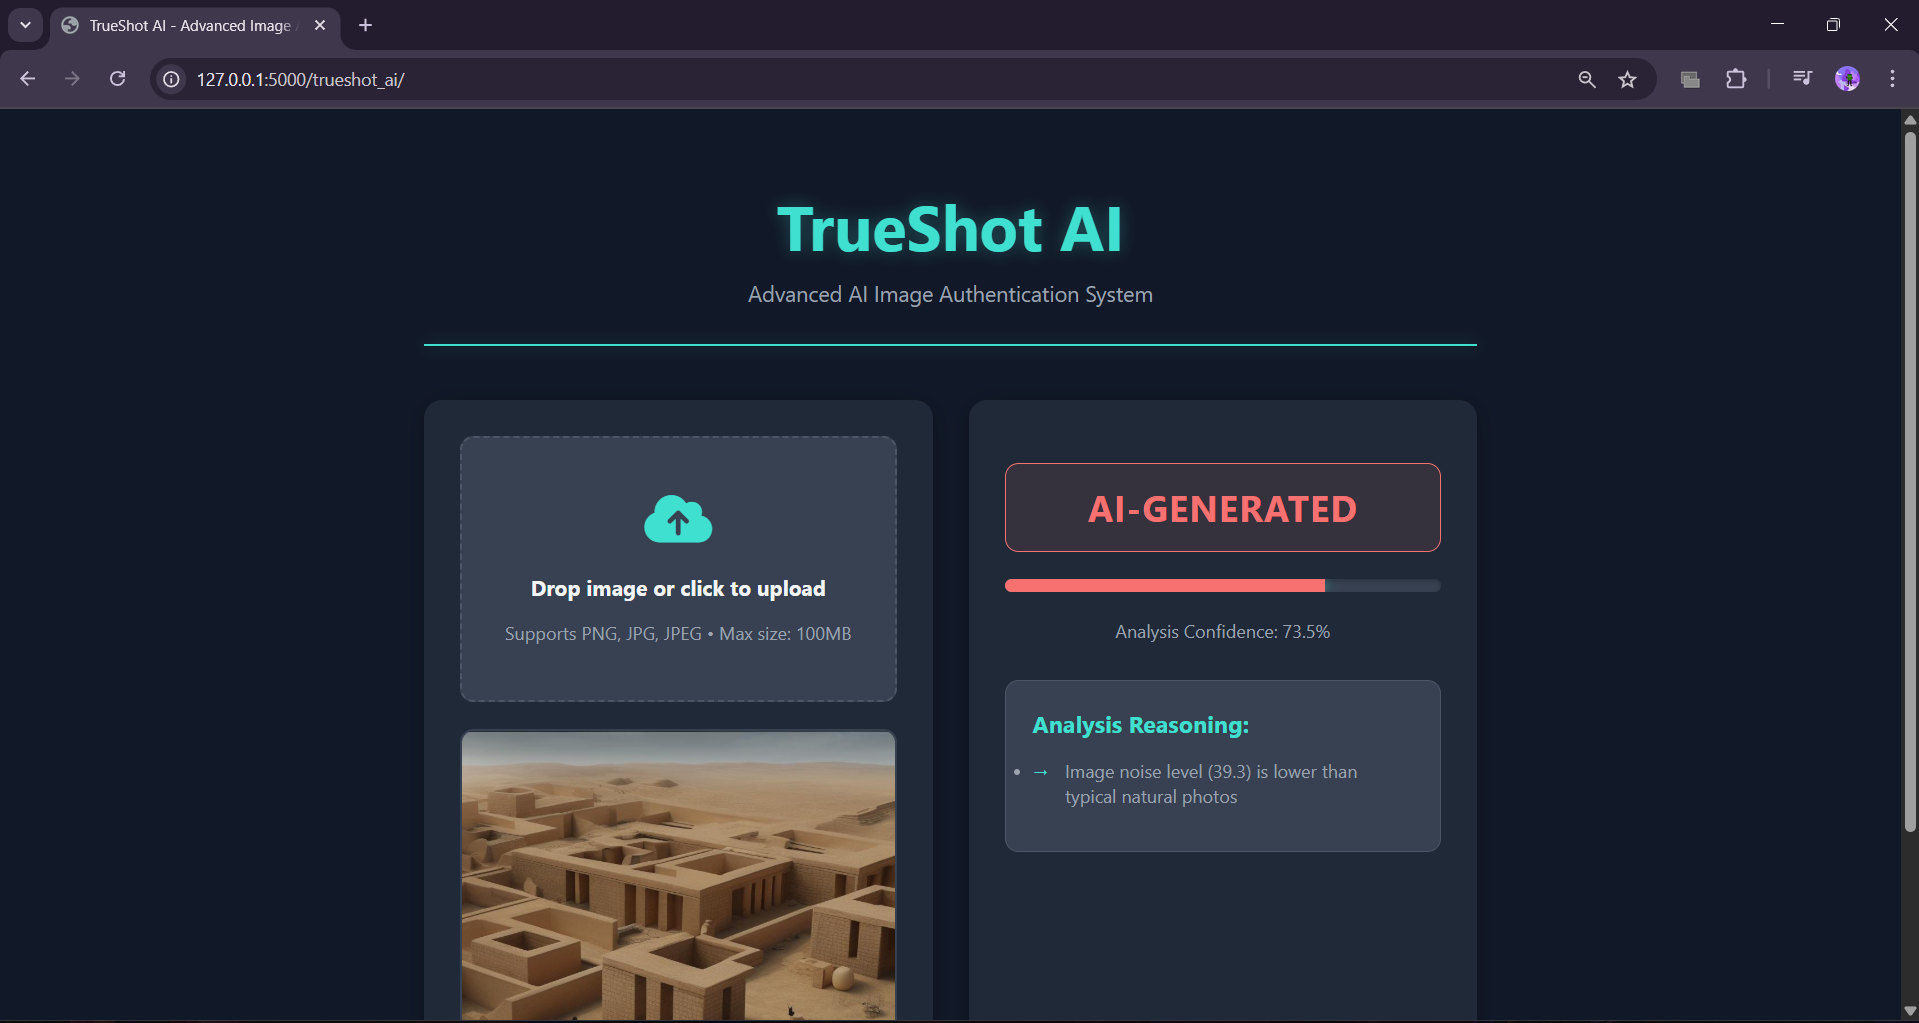 TrueShot AI - Advanced Image
127.0.0.1:5000/trueshot_ai/
TrueShot AI
Advanced AI Image Authentication System
Drop image or click to upload
Supports PNG, JPG, JPEG • Max size: 100MB
AI-GENERATED
Analysis Confidence: 73.5%
Analysis Reasoning:
• → Image noise level (39.3) is lower than
typical natural photos